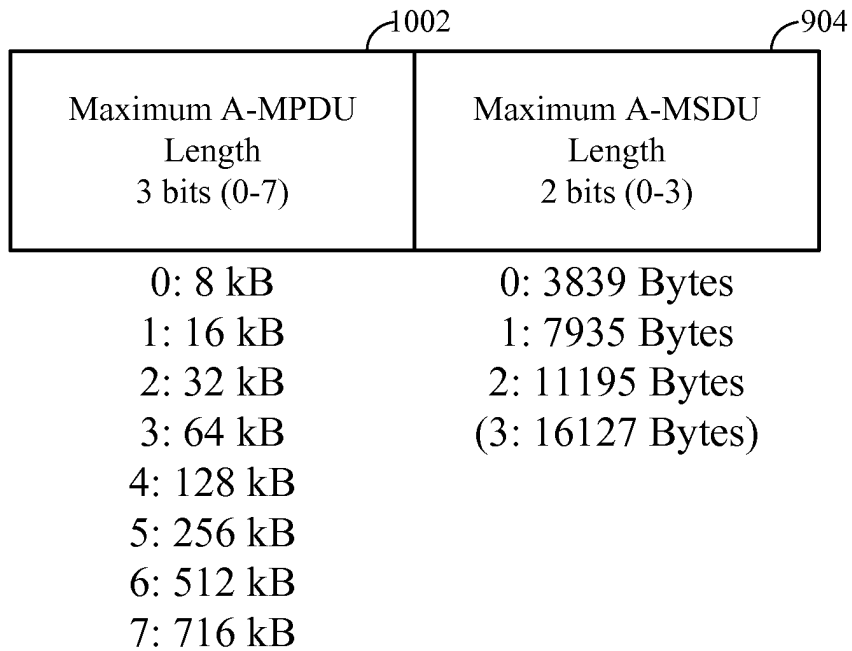 1002
904
Maximum A-MPDU
Length
3 bits (0-7)
Maximum A-MSDU
Length
2 bits (0-3)
0: 8 kB
1: 16 kB
2: 32 kB
3: 64 kB
4: 128 kB
5: 256 kB
6: 512 kB
7: 716 kB
0: 3839 Bytes
1: 7935 Bytes
2: 11195 Bytes
(3: 16127 Bytes)